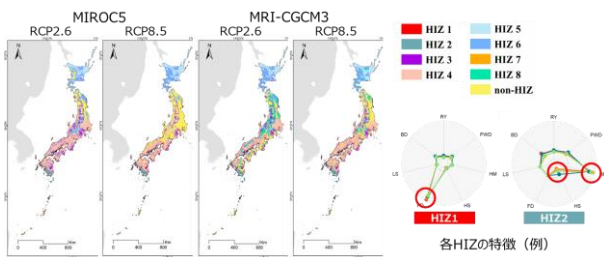 MIROC5
MRI-CGCM3
RCP2.6
RCP8.5
RCP2.6
RCP8.5
N
N
N
N
HIZ 1
HIZ 5
HIZ 2
HIZ 6
HIZ 3
HIZ 7
HIZ 4
HIZ 8
non-HIZ
RY
BD
PWD
LS
HM
HS
RY
BD
PWD
LS
FD
HS
HIZ1
HIZ2
各HIZの特徴（例）